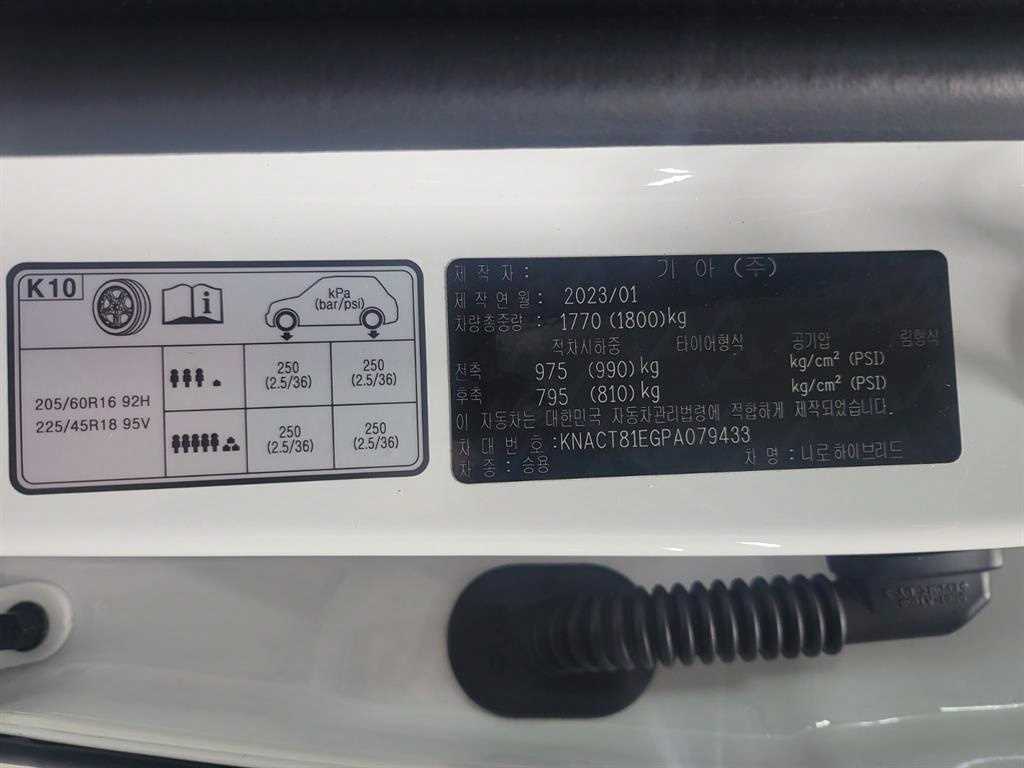 K10
kPa
(bar/psi)
205/60R16 92H
225/45R18 95V
250
(2.5/36)
250
(2.5/36)
250
(2.5/36)
250
(2.5/36)
제 작 자 : 기 아 (주)
제 작 연 월 : 2023/01
차량총중량 : 1770 (1800)kg
적차시하중 타이어형식 공기압 림형식
전축 975 (990)kg kg/cm² (PSI)
후축 795 (810)kg kg/cm² (PSI)
이 자동차는 대한민국 자동차관리법령에 적합하게 제작되었습니다.
차 대 번 호 :KNACT81EGPA079433
차 종 : 승용 차 명 : 니로하이브리드